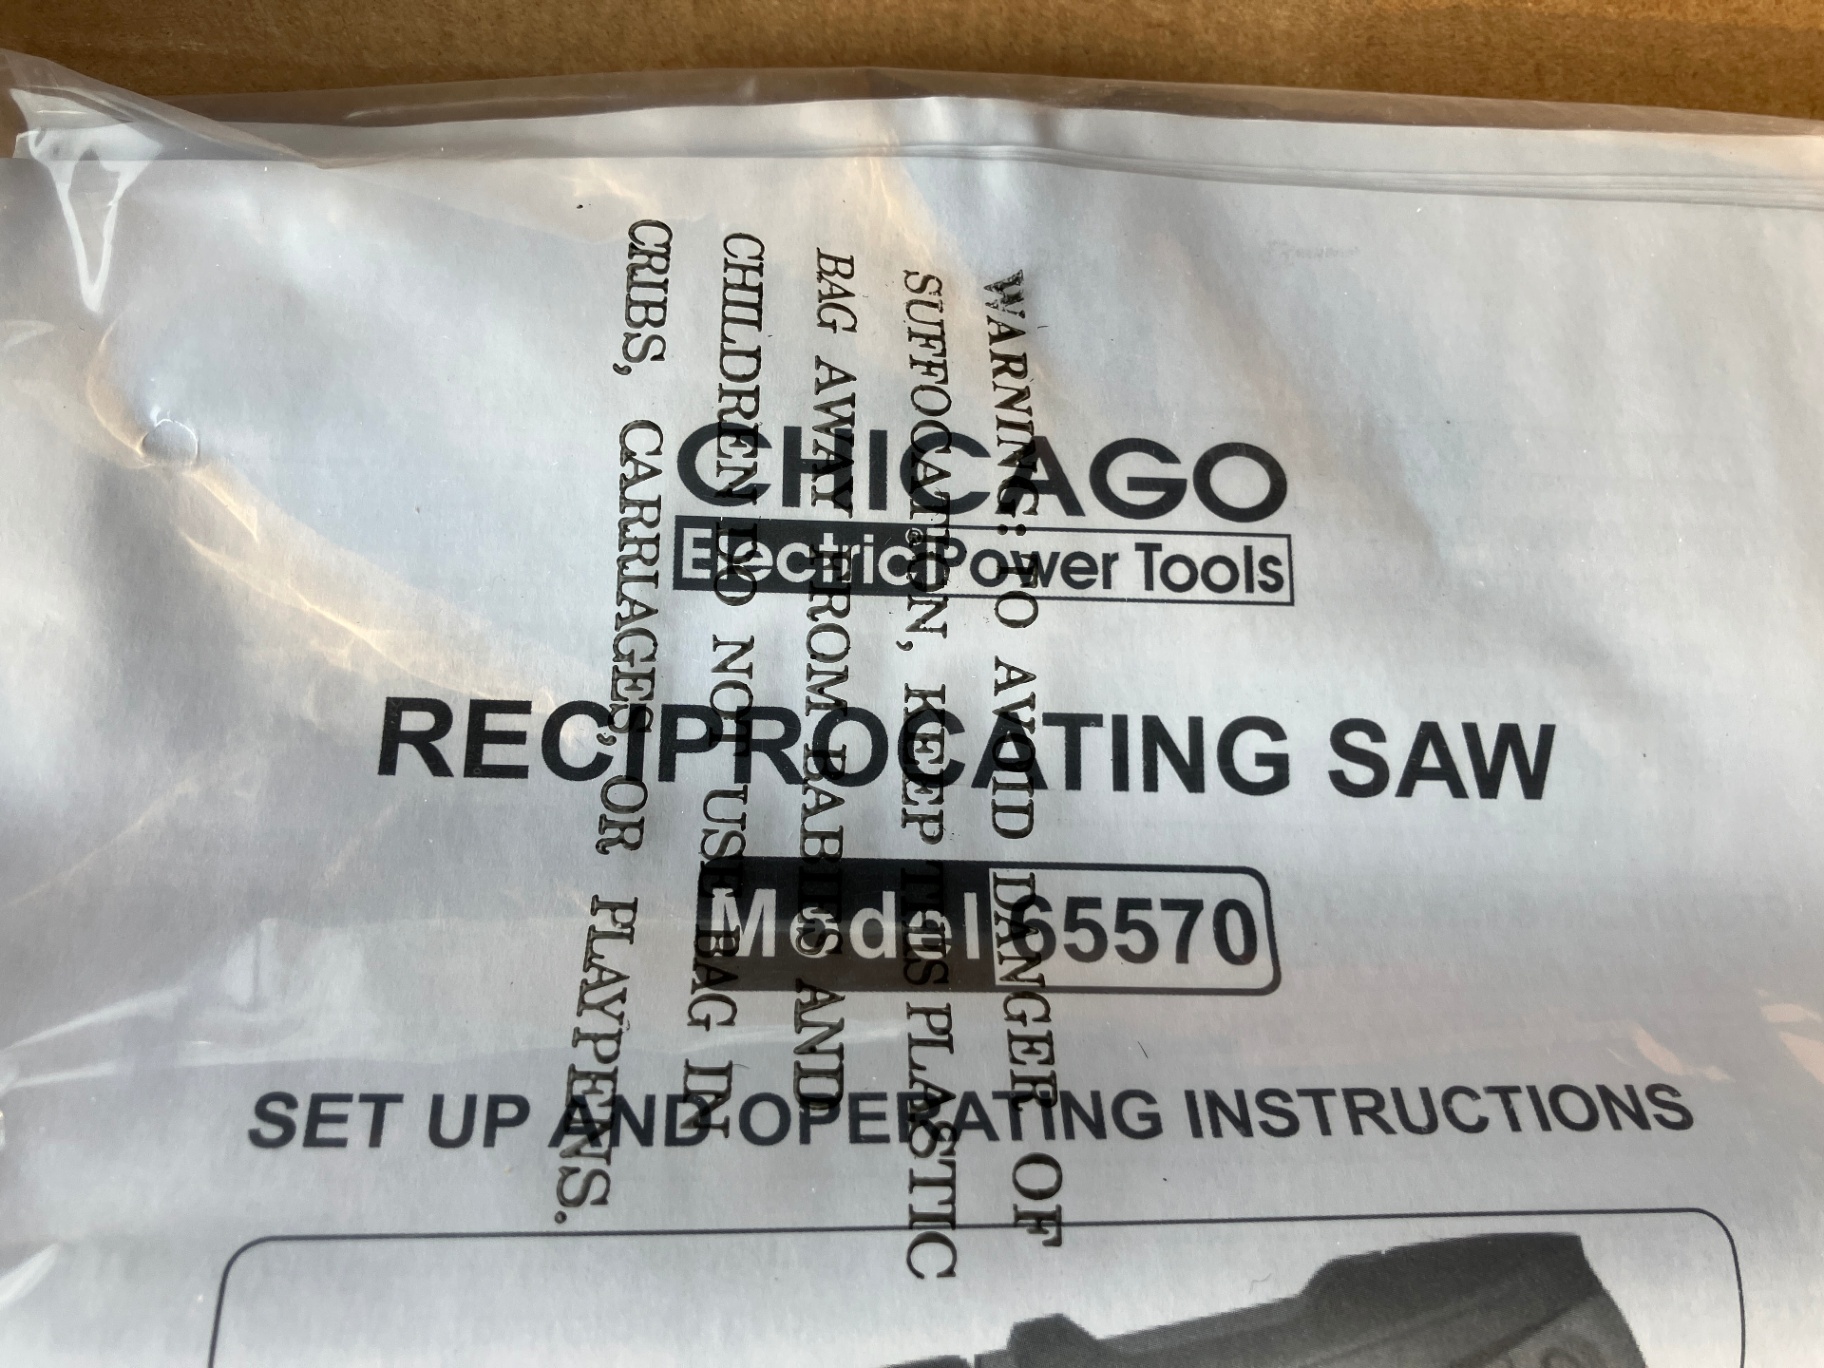 CHICAGO
Electric® Power Tools
RECIPROCATING SAW
Model 65570
SET UP AND OPERATING INSTRUCTIONS
WARNING: TO AVOID DANGER OF
SUFFOCATION, KEEP THIS PLASTIC
BAG AWAY FROM BABIES AND
CHILDREN DO NOT USE BAG IN
CRIBS, CARRIAGES, OR PLAYPENS.